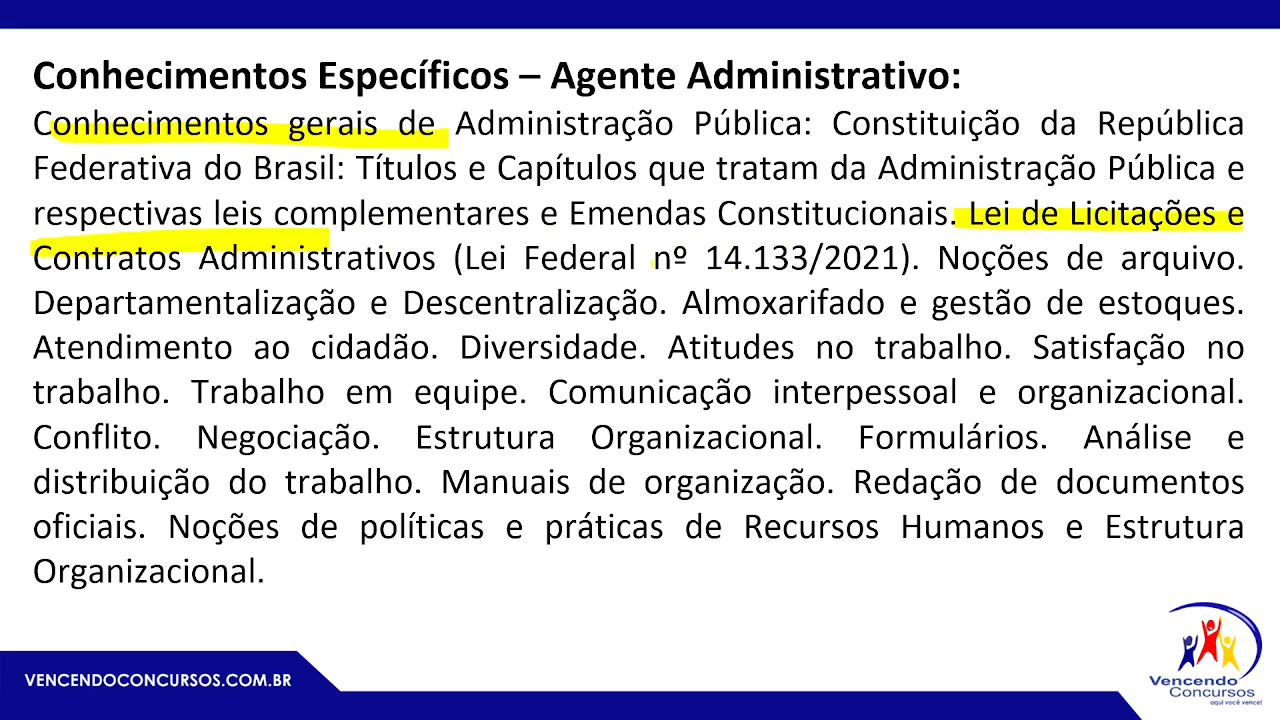 Conhecimentos Específicos – Agente Administrativo:
Conhecimentos gerais de Administração Pública: Constituição da República
Federativa do Brasil: Títulos e Capítulos que tratam da Administração Pública e
respectivas leis complementares e Emendas Constitucionais. Lei de Licitações e
Contratos Administrativos (Lei Federal nº 14.133/2021). Noções de arquivo.
Departamentalização e Descentralização. Almoxarifado e gestão de estoques.
Atendimento ao cidadão. Diversidade. Atitudes no trabalho. Satisfação no
trabalho. Trabalho em equipe. Comunicação interpessoal e organizacional.
Conflito. Negociação. Estrutura Organizacional. Formulários. Análise e
distribuição do trabalho. Manuais de organização. Redação de documentos
oficiais. Noções de políticas e práticas de Recursos Humanos e Estrutura
Organizacional.
VENCENDOCONCURSOS.COM.BR
Vencendo
Concursos
aqui você vence!